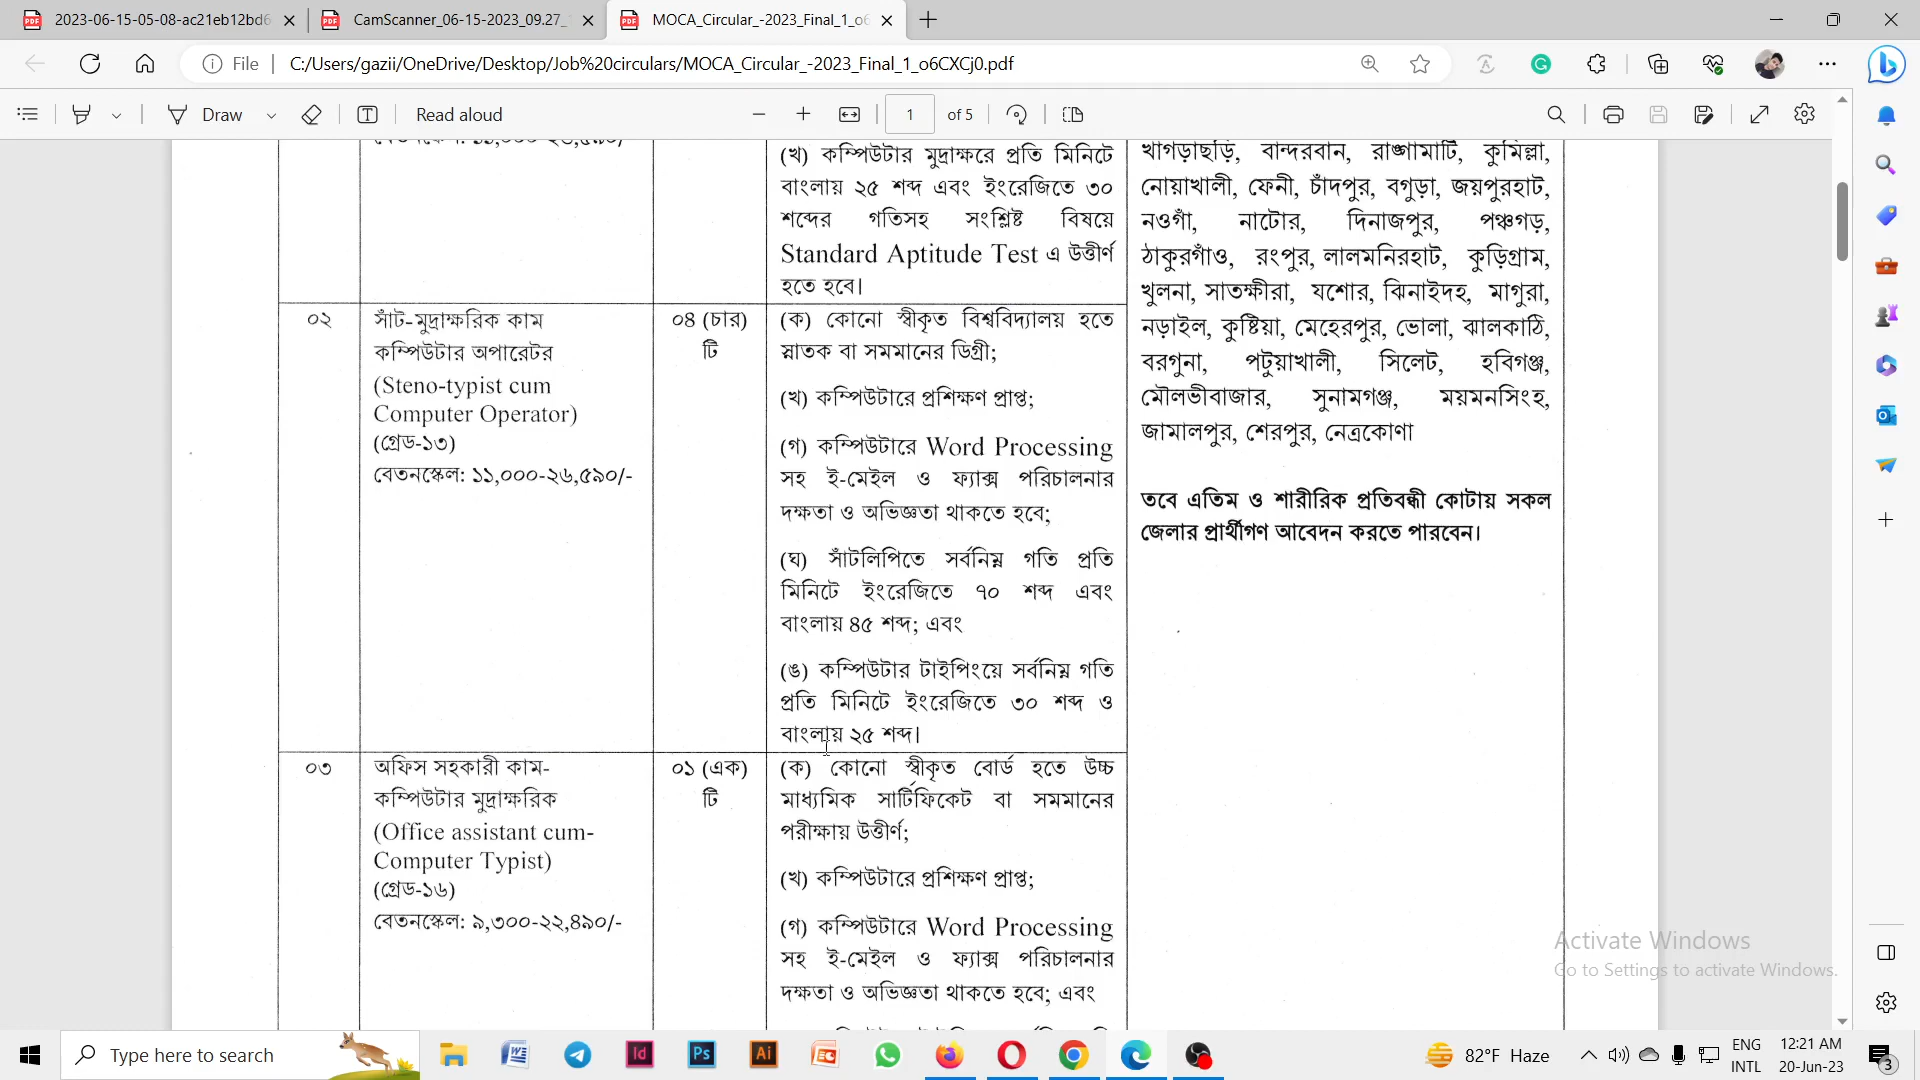 2023-06-15-05-08-ac21eb12bd6
CamScanner_06-15-2023_09.27_
MOCA_Circular_-2023_Final_1_o6
File
C:/Users/gazii/OneDrive/Desktop/Job%20circulars/MOCA_Circular_-2023_Final_1_o6CXCj0.pdf
Draw
Read aloud
1 of 5
(খ) কম্পিউটার মুদ্রাক্ষরে প্রতি মিনিটে
বাংলায় ২৫ শব্দ এবং ইংরেজিতে ৩০
শব্দের গতিসহ সংশ্লিষ্ট বিষয়ে
Standard Aptitude Test এ উত্তীর্ণ
হতে হবে।
খাগড়াছড়ি, বান্দরবান, রাঙ্গামাটি, কুমিল্লা,
নোয়াখালী, ফেনী, চাঁদপুর, বগুড়া, জয়পুরহাট,
নওগাঁ, নাটোর, দিনাজপুর, পঞ্চগড়,
ঠাকুরগাঁও, রংপুর, লালমনিরহাট, কুড়িগ্রাম,
খুলনা, সাতক্ষীরা, যশোর, ঝিনাইদহ, মাগুরা,
নড়াইল, কুষ্টিয়া, মেহেরপুর, ভোলা, ঝালকাঠি,
বরগুনা, পটুয়াখালী, সিলেট, হবিগঞ্জ,
মৌলভীবাজার, সুনামগঞ্জ, ময়মনসিংহ,
জামালপুর, শেরপুর, নেত্রকোণা
তবে এতিম ও শারীরিক প্রতিবন্ধী কোটায় সকল
জেলার প্রার্থীগণ আবেদন করতে পারবেন।
০২
সাঁট-মুদ্রাক্ষরিক কাম
কম্পিউটার অপারেটর
(Steno-typist cum
Computer Operator)
(গ্রেড-১৩)
বেতনস্কেল: ১১,০০০-২৬,৫৯০/-
০৪ (চার)
টি
(ক) কোনো স্বীকৃত বিশ্ববিদ্যালয় হতে
স্নাতক বা সমমানের ডিগ্রী;
(খ) কম্পিউটারে প্রশিক্ষণ প্রাপ্ত;
(গ) কম্পিউটারে Word Processing
সহ ই-মেইল ও ফ্যাক্স পরিচালনার
দক্ষতা ও অভিজ্ঞতা থাকতে হবে;
(ঘ) সাঁটলিপিতে সর্বনিম্ন গতি প্রতি
মিনিটে ইংরেজিতে ৭০ শব্দ এবং
বাংলায় ৪৫ শব্দ; এবং
(ঙ) কম্পিউটার টাইপিংয়ে সর্বনিম্ন গতি
প্রতি মিনিটে ইংরেজিতে ৩০ শব্দ ও
বাংলায় ২৫ শব্দ।
০৩
অফিস সহকারী কাম-
কম্পিউটার মুদ্রাক্ষরিক
(Office assistant cum-
Computer Typist)
(গ্রেড-১৬)
বেতনস্কেল: ৯,৩০০-২২,৪৯০/-
০১ (এক)
টি
(ক) কোনো স্বীকৃত বোর্ড হতে উচ্চ
মাধ্যমিক সার্টিফিকেট বা সমমানের
পরীক্ষায় উত্তীর্ণ;
(খ) কম্পিউটারে প্রশিক্ষণ প্রাপ্ত;
(গ) কম্পিউটারে Word Processing
সহ ই-মেইল ও ফ্যাক্স পরিচালনার
দক্ষতা ও অভিজ্ঞতা থাকতে হবে; এবং
Activate Windows
Go to Settings to activate Windows.
Type here to search
82°F Haze
ENG
INTL
12:21 AM
20-Jun-23
3